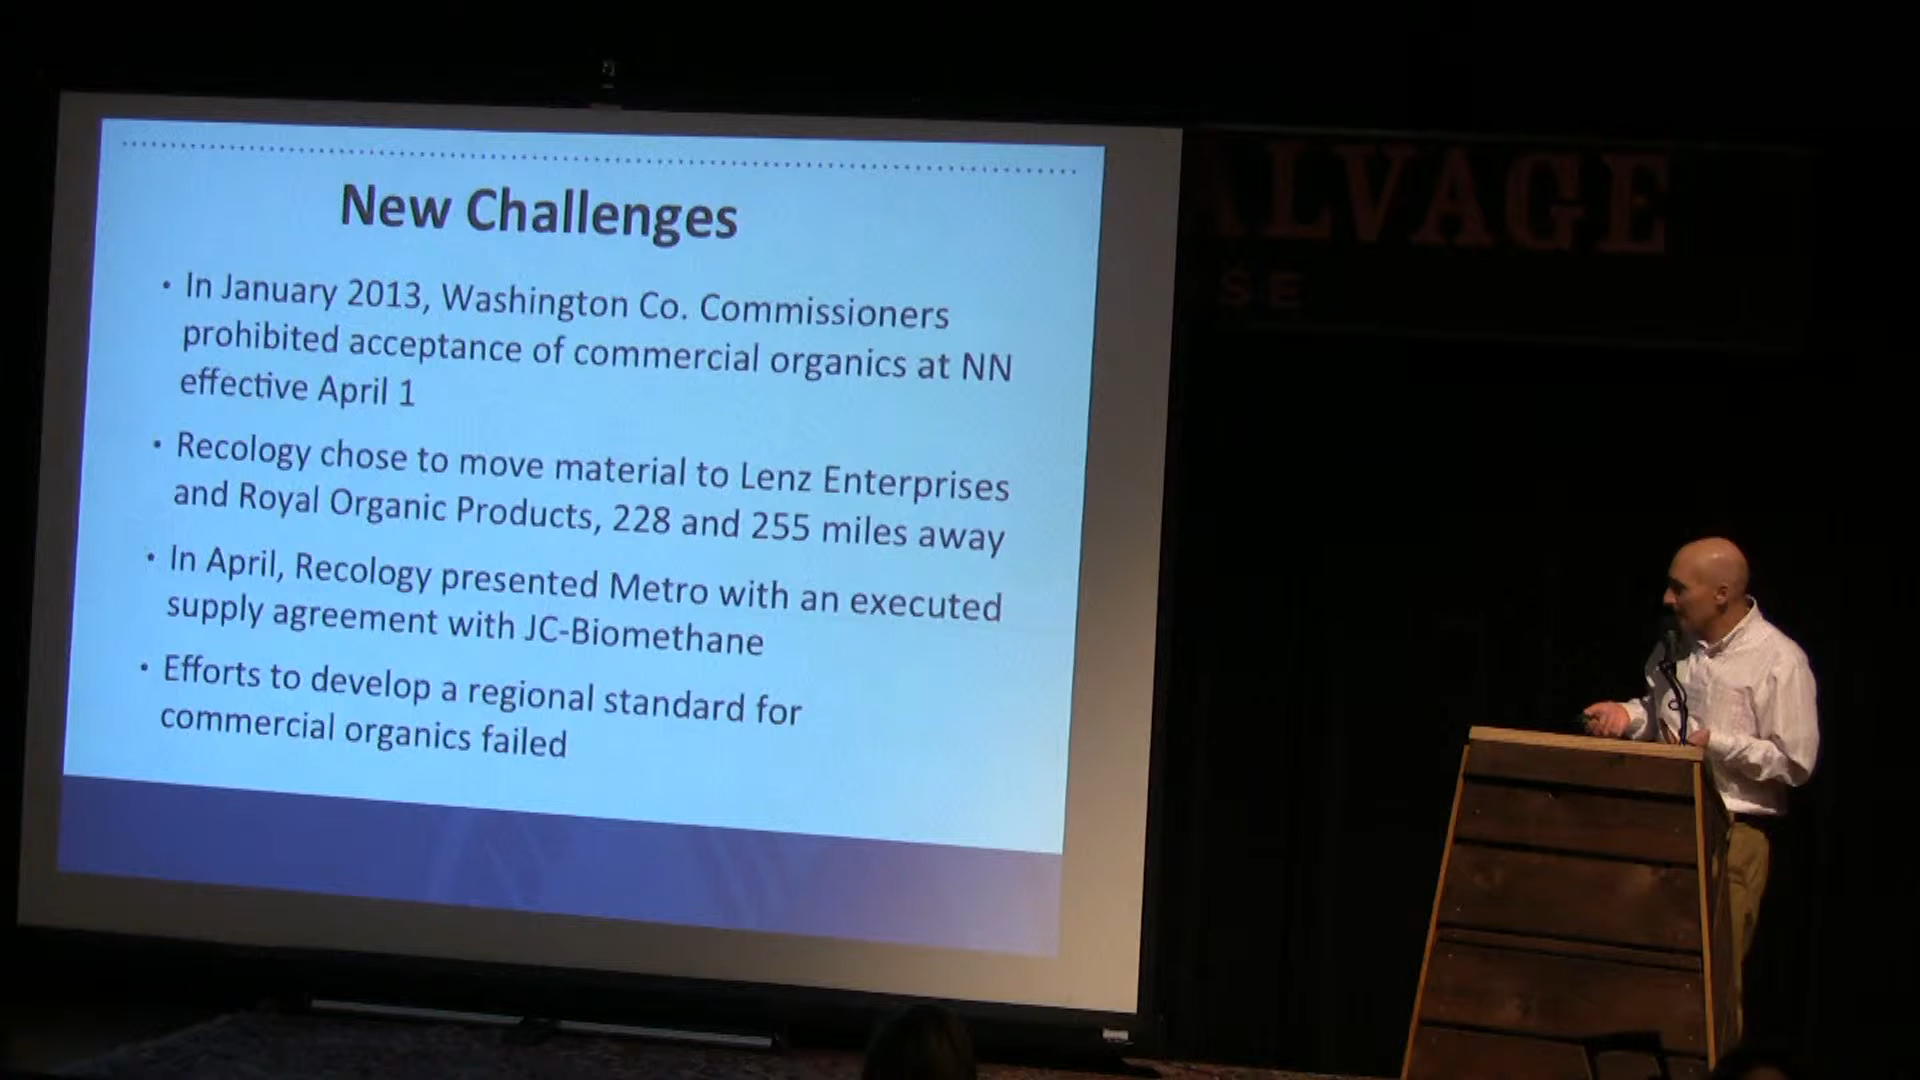 New Challenges
• In January 2013, Washington Co. Commissioners
prohibited acceptance of commercial organics at NN
effective April 1
• Recology chose to move material to Lenz Enterprises
and Royal Organic Products, 228 and 255 miles away
• In April, Recology presented Metro with an executed
supply agreement with JC-Biomethane
• Efforts to develop a regional standard for
commercial organics failed
ALVAGE
SE